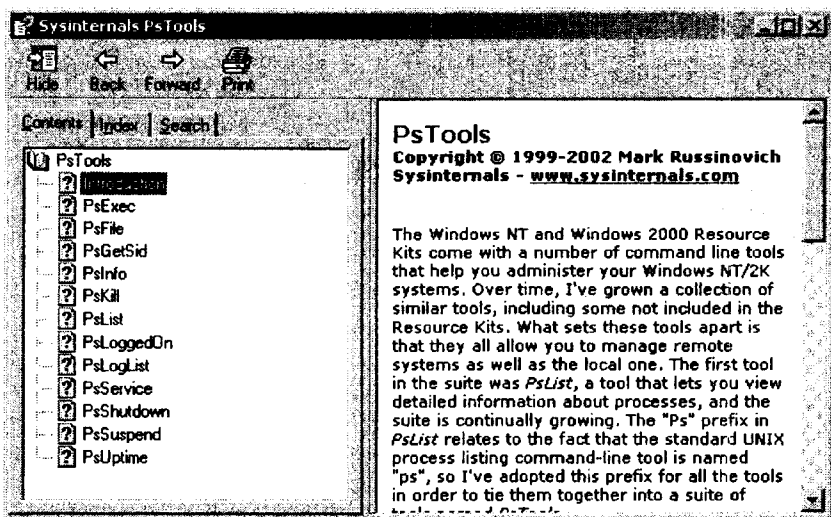 Sysinternals PsTools
Hide Back Forward Print
Contents Index Search
PsTools
Introduction
PsExec
PsFile
PsGetSid
PsInfo
PsKill
PsList
PsLoggedOn
PsLogList
PsService
PsShutdown
PsSuspend
PsUptime
PsTools
Copyright © 1999-2002 Mark Russinovich
Sysinternals - www.sysinternals.com
The Windows NT and Windows 2000 Resource
Kits come with a number of command line tools
that help you administer your Windows NT/2K
systems. Over time, I've grown a collection of
similar tools, including some not included in the
Resource Kits. What sets these tools apart is
that they all allow you to manage remote
systems as well as the local one. The first tool
in the suite was PsList, a tool that lets you view
detailed information about processes, and the
suite is continually growing. The "Ps" prefix in
PsList relates to the fact that the standard UNIX
process listing command-line tool is named
"ps", so I've adopted this prefix for all the tools
in order to tie them together into a suite of
tools named PsTools